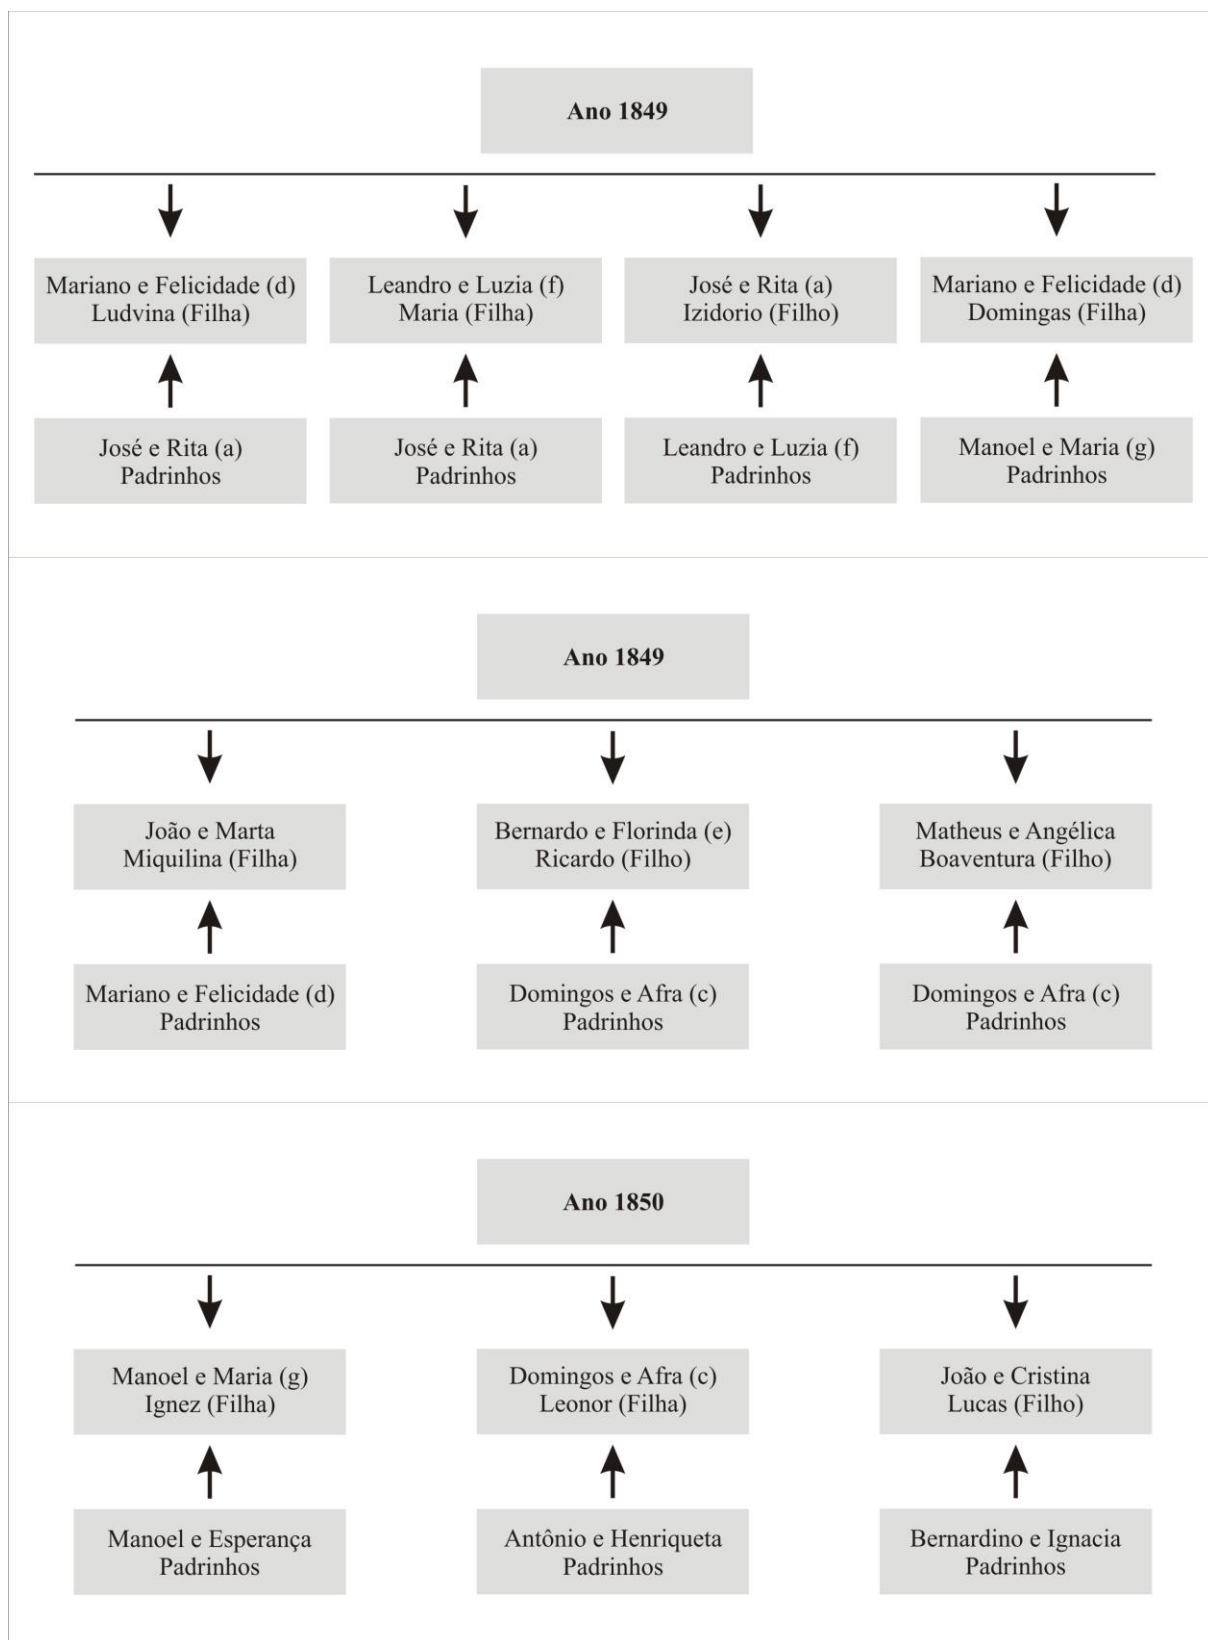 Ano 1849
Mariano e Felicidade (d)
Ludvina (Filha)
Leandro e Luzia (f)
Maria (Filha)
José e Rita (a)
Izidorio (Filho)
Mariano e Felicidade (d)
Domingas (Filha)
José e Rita (a)
Padrinhos
José e Rita (a)
Padrinhos
Leandro e Luzia (f)
Padrinhos
Manoel e Maria (g)
Padrinhos
Ano 1849
João e Marta
Miquilina (Filha)
Bernardo e Florinda (e)
Ricardo (Filho)
Matheus e Angélica
Boaventura (Filho)
Mariano e Felicidade (d)
Padrinhos
Domingos e Afra (c)
Padrinhos
Domingos e Afra (c)
Padrinhos
Ano 1850
Manoel e Maria (g)
Ignez (Filha)
Domingos e Afra (c)
Leonor (Filha)
João e Cristina
Lucas (Filho)
Manoel e Esperança
Padrinhos
Antônio e Henriqueta
Padrinhos
Bernardino e Ignacia
Padrinhos